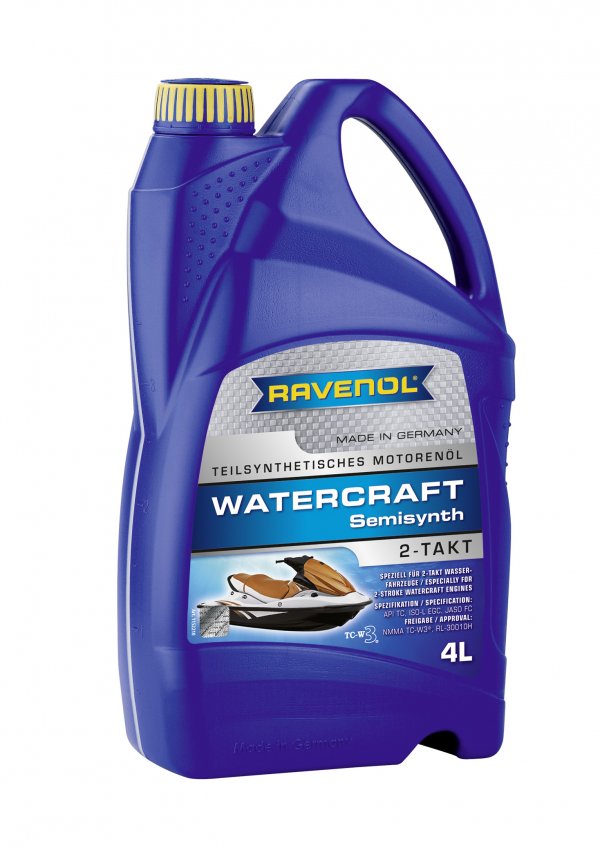 RAVENOL®
MADE IN GERMANY
TEILSYNTHETISCHES MOTORENÖL
WATERCRAFT
Semisynth
2-TAKT
SPEZIELL FÜR 2-TAKT WASSER-
FAHRZEUGE / ESPECIALLY FOR
2-STROKE WATERCRAFT ENGINES
SPEZIFIKATION / SPECIFICATION:
API TC, ISO-L EGC, JASO FC
FREIGABE / APPROVAL:
NMMA TC-W3®, RL-30010H
TC-W3®
4L
Made in Germany